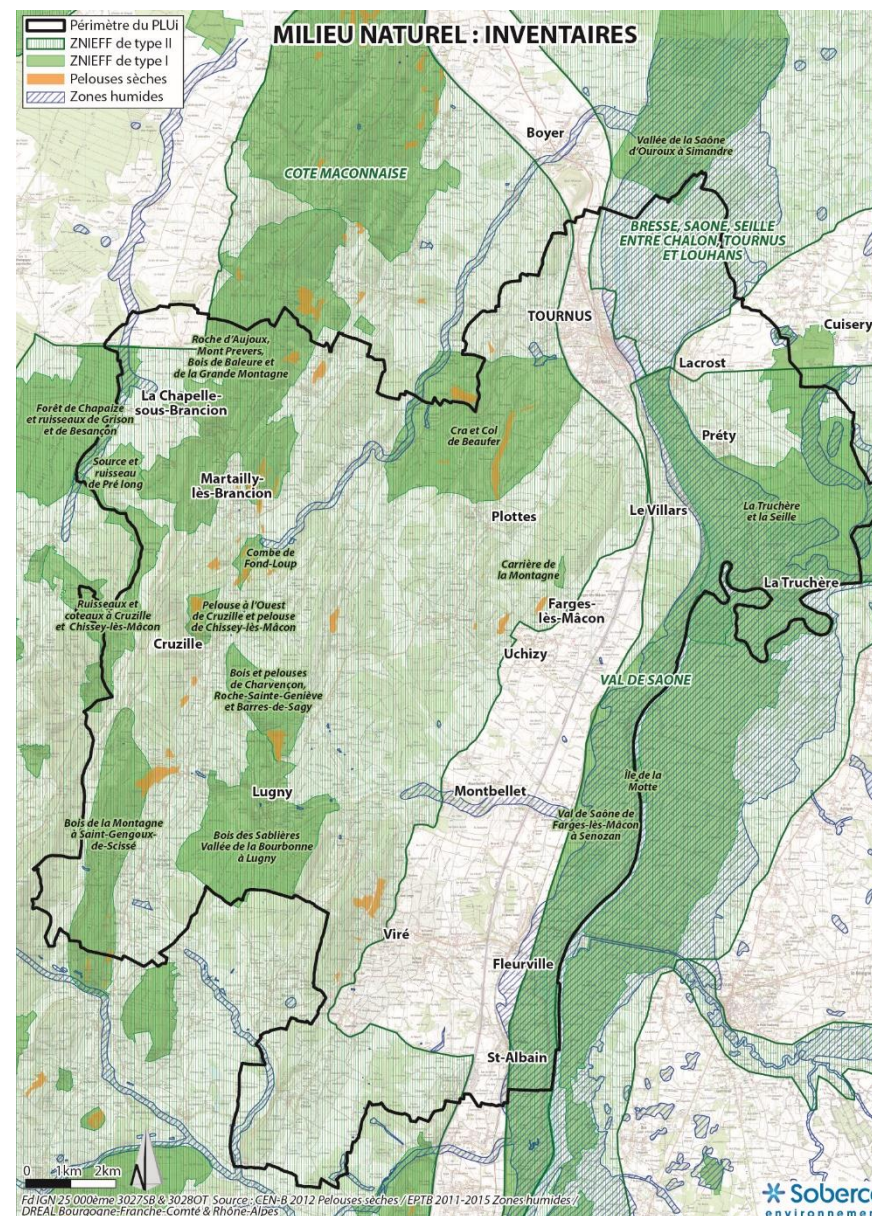 MILIEU NATUREL : INVENTAIRES
Périmètre du PLUi
ZNIEFF de type II
ZNIEFF de type I
Pelouses sèches
Zones humides
Boyer
Vallée de la Saône
d'Ouroux à Simandre
COTE MACONNAISE
BRESSE, SAONE, SEILLE
ENTRE CHALON, TOURNUS
ET LOUHANS
TOURNUS
Cuisery
Roche d'Aujoux,
Mont Prevers,
Bois de Baleure et
de la Grande Montagne
Lacrost
La Chapelle-
sous-Brancion
Forêt de Chapaize
et ruisseaux de Grison
et de Besançon
Cra et Col
de Beaufer
Préty
Source et
ruisseau
de Pré long
Martailly-
lès-Brancion
Plottes
Le Villars
La Truchère
et la Seille
Combe de
Fond-Loup
Carrière de
la Montagne
La Truchère
Ruisseaux et
coteaux à Cruzille
et Chissey-lès-Mâcon
Pelouse à l'Ouest
de Cruzille et pelouse
de Chissey-lès-Mâcon
Farges-
lès-Mâcon
Cruzille
Uchizy
Bois et pelouses
de Charvençon,
Roche-Sainte-Geniève
et Barres-de-Sagy
VAL DE SAONE
Île de la
Motte
Lugny
Montbellet
Bois de la Montagne
à Saint-Gengoux-
de-Scissé
Bois des Sablières
Vallée de la Bourbonne
à Lugny
Val de Saône de
Farges-lès-Mâcon
à Senozan
Viré
Fleurville
St-Albain
0 1km 2km
Fd IGN 25 000ème 3027SB & 3028OT Source : CEN-B 2012 Pelouses sèches / EPTB 2011-2015 Zones humides /
DREAL Bourgogne-Franche-Comté & Rhône-Alpes
Soberco
environnement